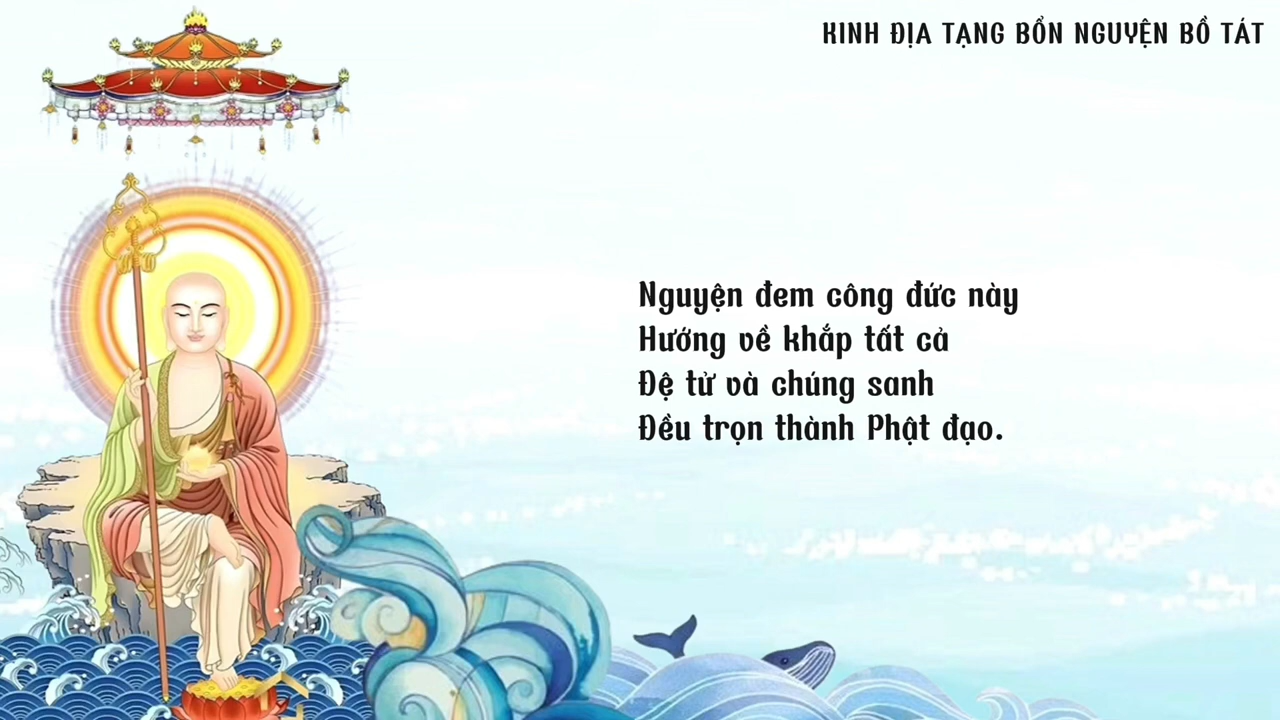 KINH ĐỊA TẠNG BỔN NGUYỆN BỒ TÁT
Nguyện đem công đức này
Hướng về khắp tất cả
Đệ tử và chúng sanh
Đều trọn thành Phật đạo.